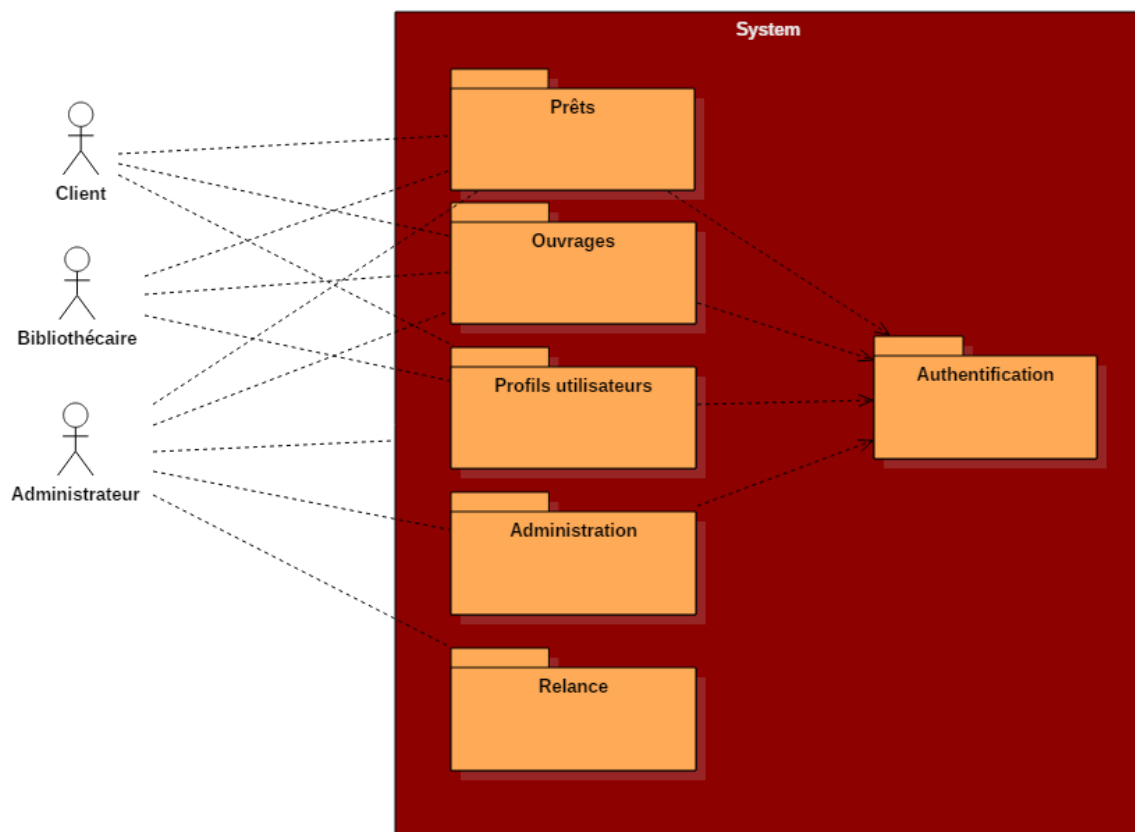 System
Prêts
Client
Ouvrages
Bibliothécaire
Profils utilisateurs
Authentification
Administrateur
Administration
Relance